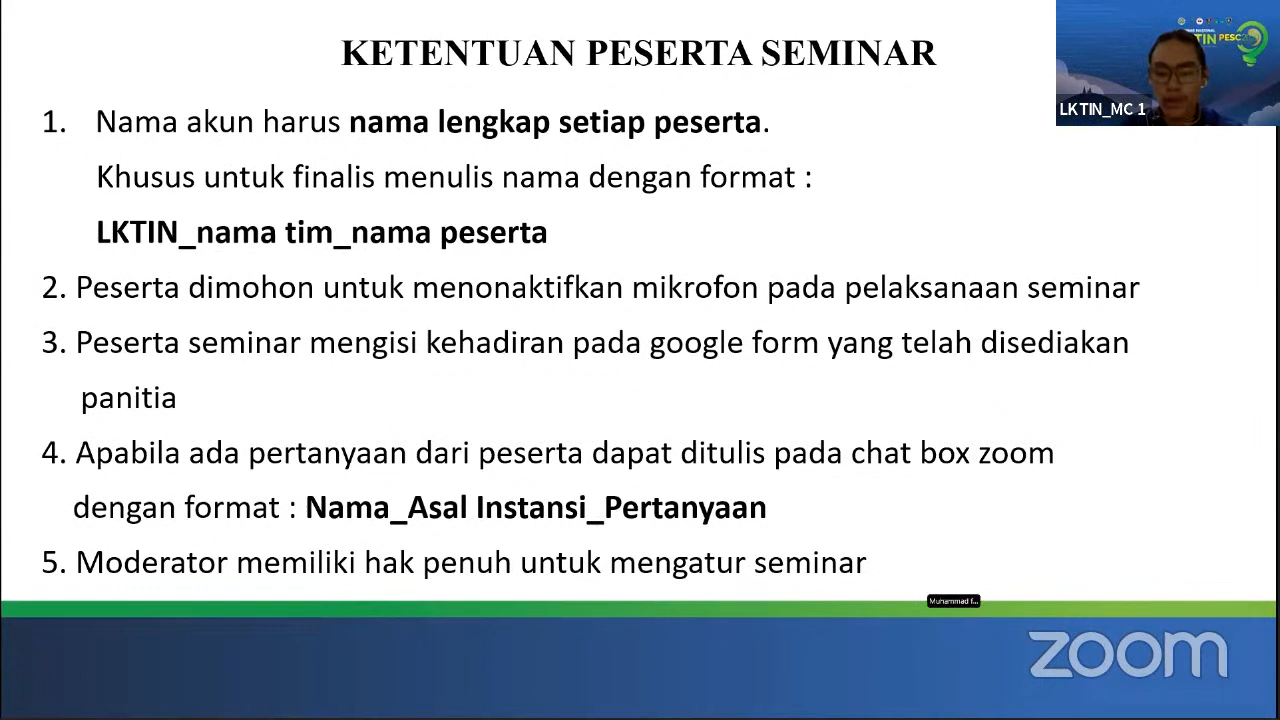 KETENTUAN PESERTA SEMINAR
LKTIN_MC 1
1. Nama akun harus nama lengkap setiap peserta.
Khusus untuk finalis menulis nama dengan format :
LKTIN_nama tim_nama peserta
2. Peserta dimohon untuk menonaktifkan mikrofon pada pelaksanaan seminar
3. Peserta seminar mengisi kehadiran pada google form yang telah disediakan
panitia
4. Apabila ada pertanyaan dari peserta dapat ditulis pada chat box zoom
dengan format : Nama_Asal Instansi_Pertanyaan
5. Moderator memiliki hak penuh untuk mengatur seminar
Muhammad f...
zoom